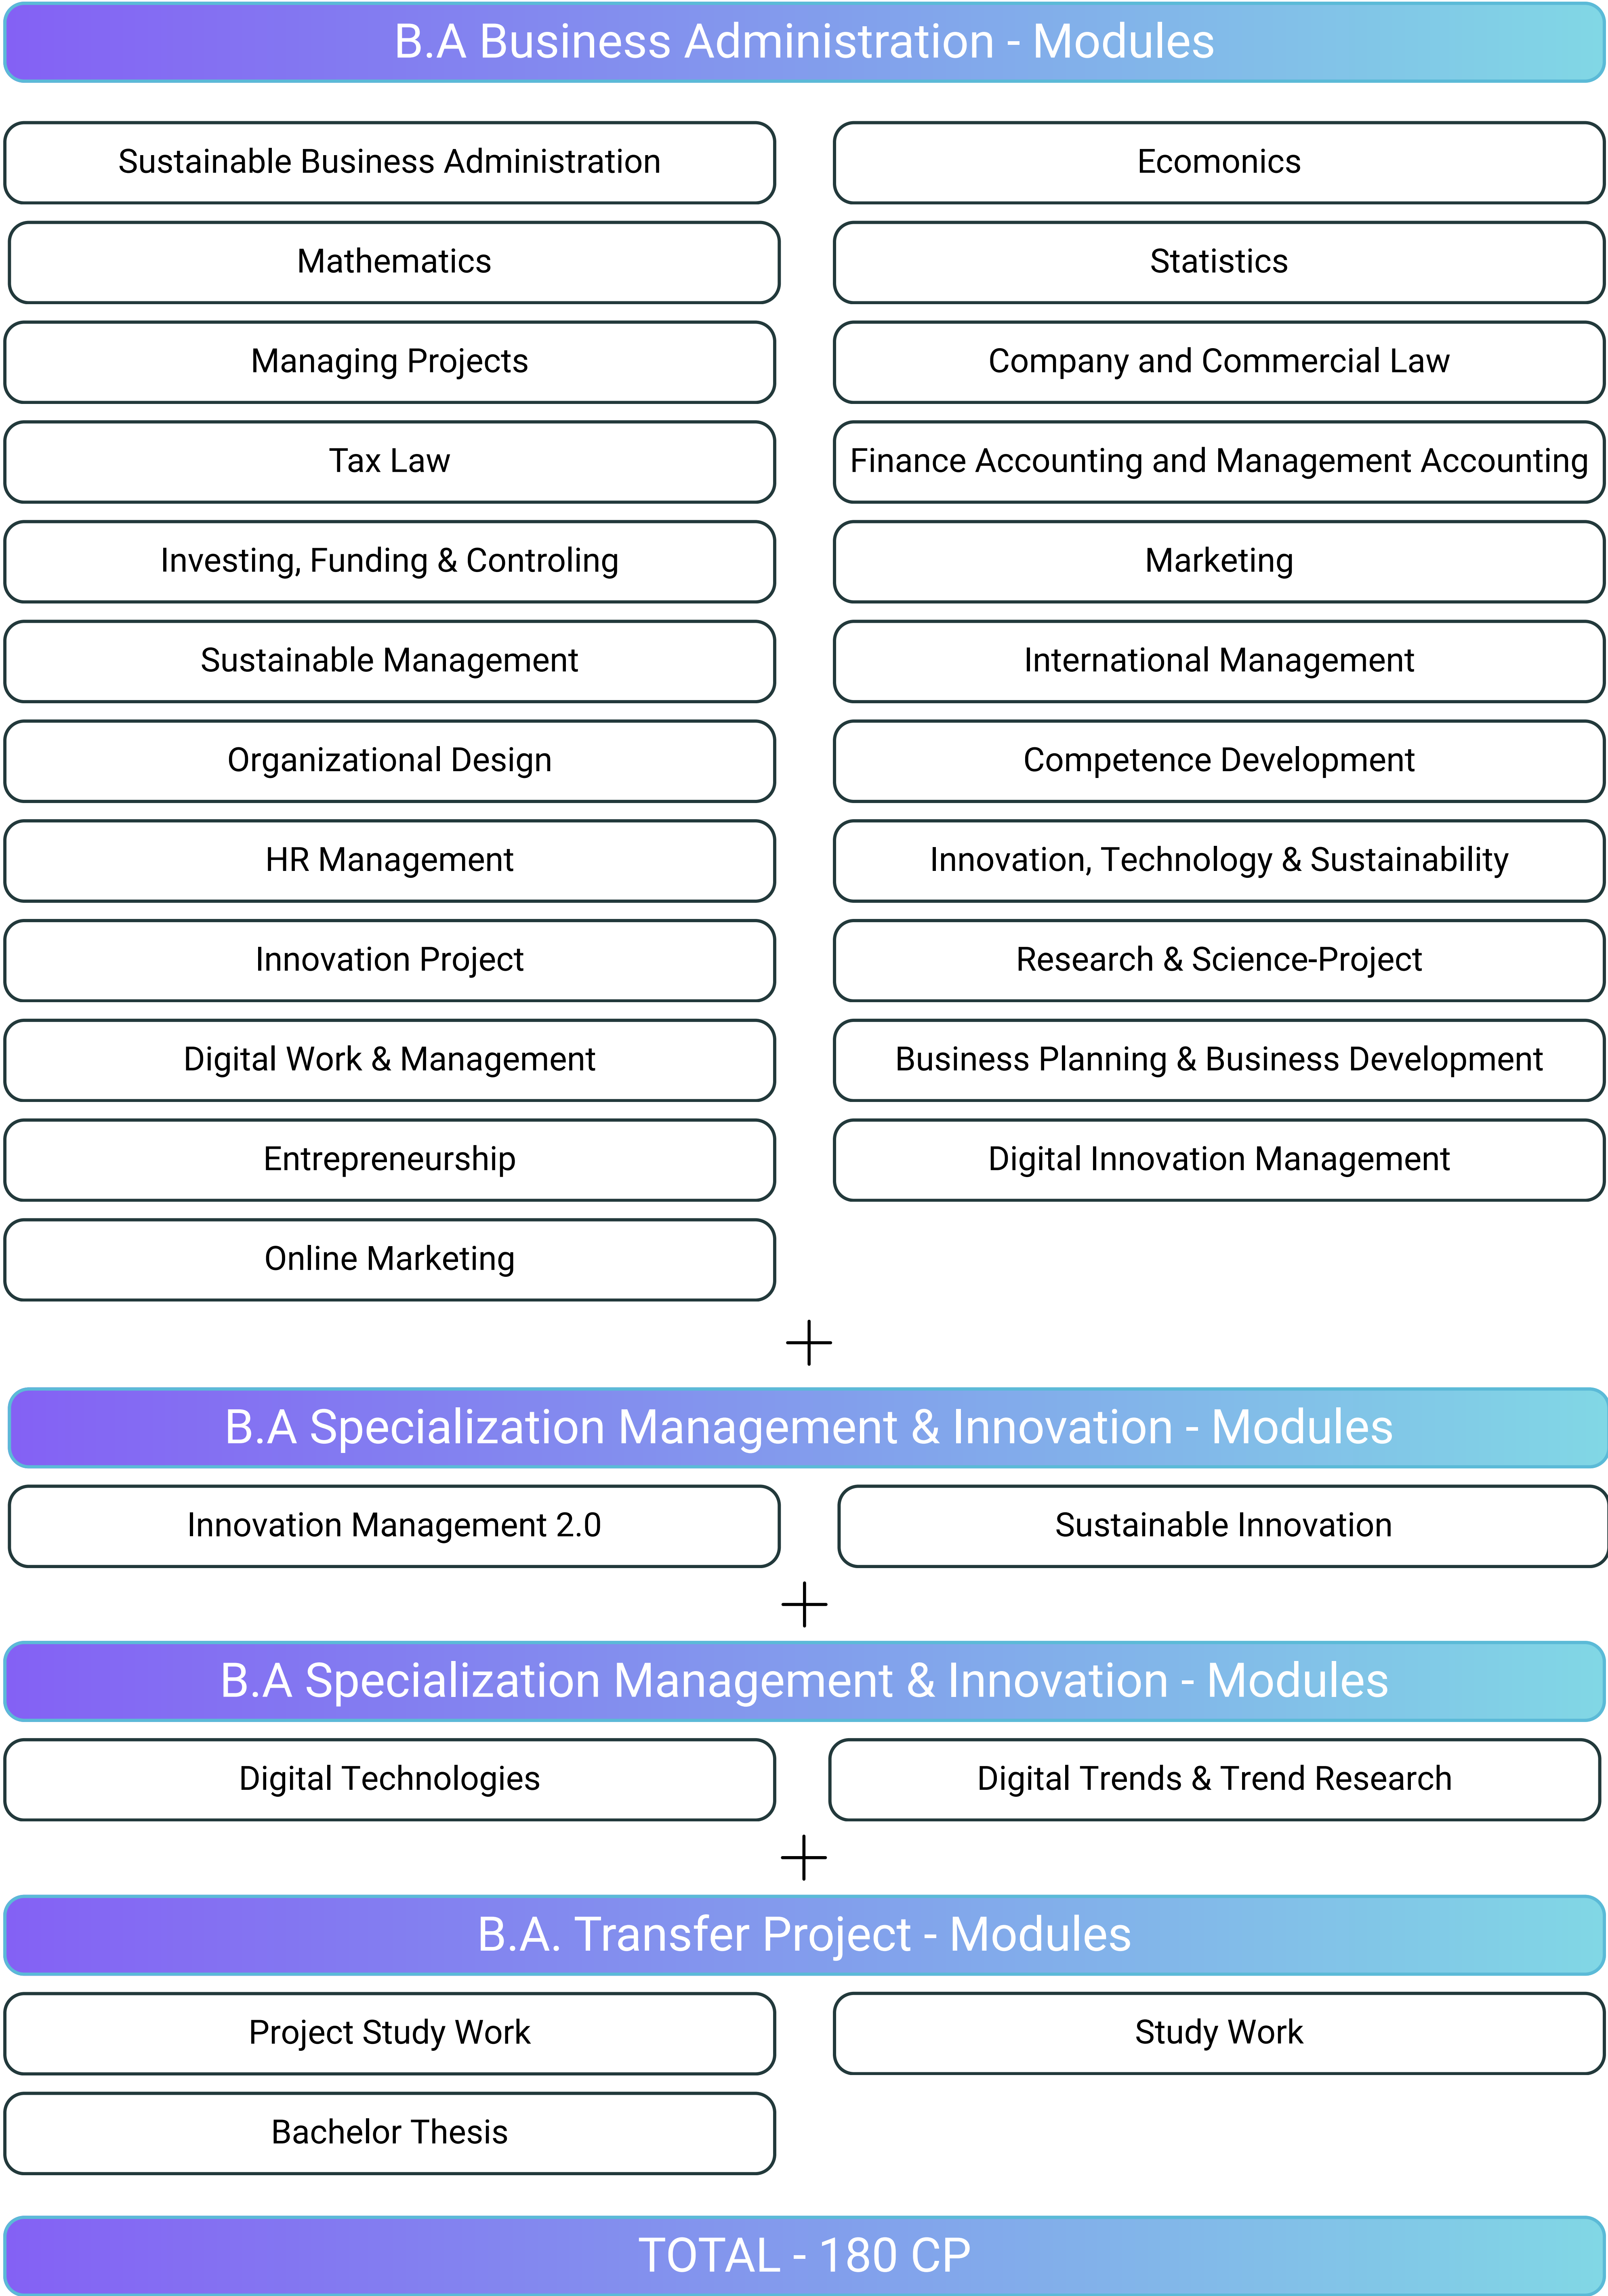 B.A Business Administration - Modules
Sustainable Business Administration
Ecomonics
Mathematics
Statistics
Managing Projects
Company and Commercial Law
Tax Law
Finance Accounting and Management Accounting
Investing, Funding & Controling
Marketing
Sustainable Management
International Management
Organizational Design
Competence Development
HR Management
Innovation, Technology & Sustainability
Innovation Project
Research & Science-Project
Digital Work & Management
Business Planning & Business Development
Entrepreneurship
Digital Innovation Management
Online Marketing
+
B.A Specialization Management & Innovation - Modules
Innovation Management 2.0
Sustainable Innovation
+
B.A Specialization Management & Innovation - Modules
Digital Technologies
Digital Trends & Trend Research
+
B.A. Transfer Project - Modules
Project Study Work
Study Work
Bachelor Thesis
TOTAL - 180 CP